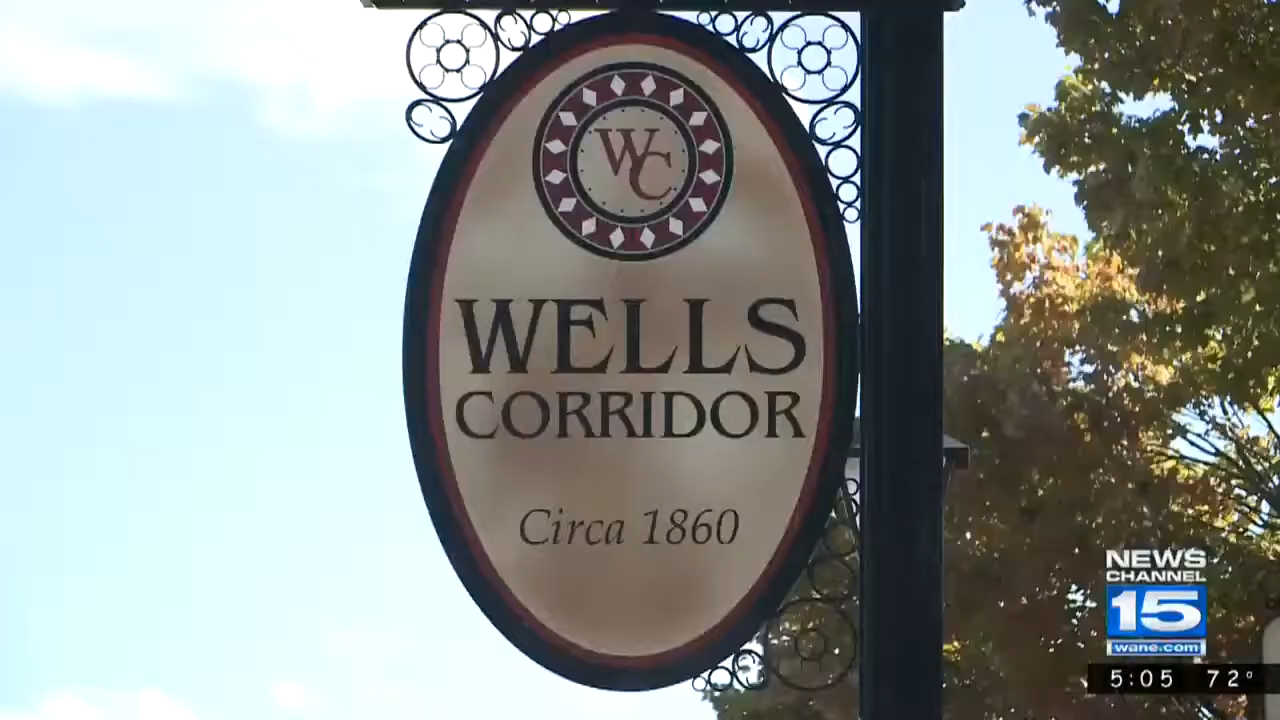 WC
WELLS
CORRIDOR
Circa 1860
NEWS
CHANNEL
15
wane.com
5:05 72°